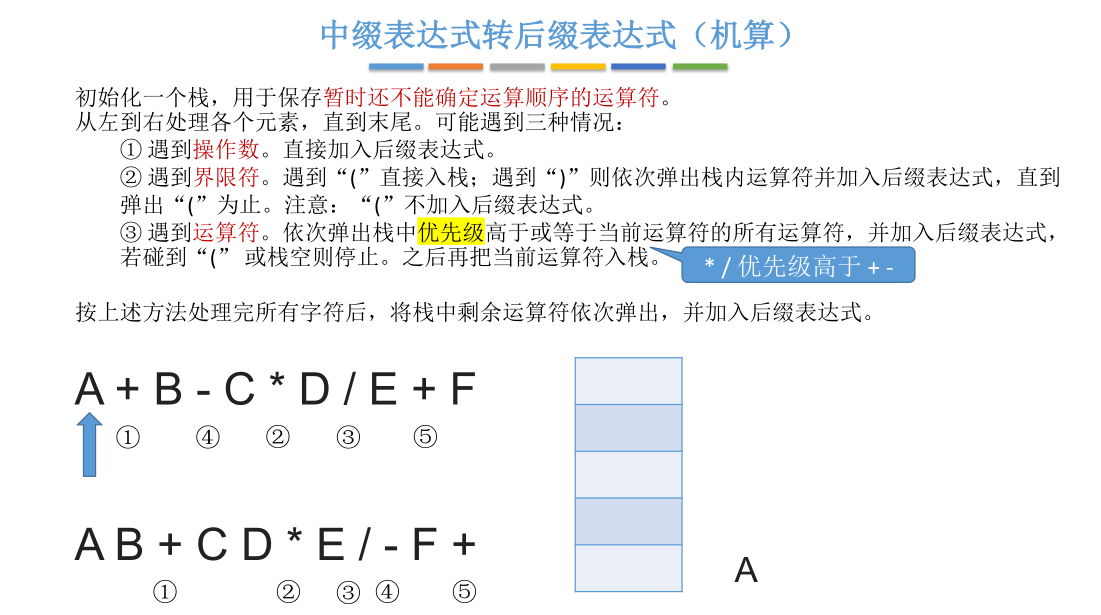 中缀表达式转后缀表达式（机算）
初始化一个栈，用于保存暂时还不能确定运算顺序的运算符。
从左到右处理各个元素，直到末尾。可能遇到三种情况：
① 遇到操作数。直接加入后缀表达式。
② 遇到界限符。遇到“(”直接入栈；遇到“)”则依次弹出栈内运算符并加入后缀表达式，直到
弹出“(”为止。注意：“(”不加入后缀表达式。
③ 遇到运算符。依次弹出栈中优先级高于或等于当前运算符的所有运算符，并加入后缀表达式，
若碰到“(” 或栈空则停止。之后再把当前运算符入栈。
* / 优先级高于 + -
按上述方法处理完所有字符后，将栈中剩余运算符依次弹出，并加入后缀表达式。
A + B - C * D / E + F
① ④ ② ③ ⑤
A B + C D * E / - F +
① ② ③ ④ ⑤
A